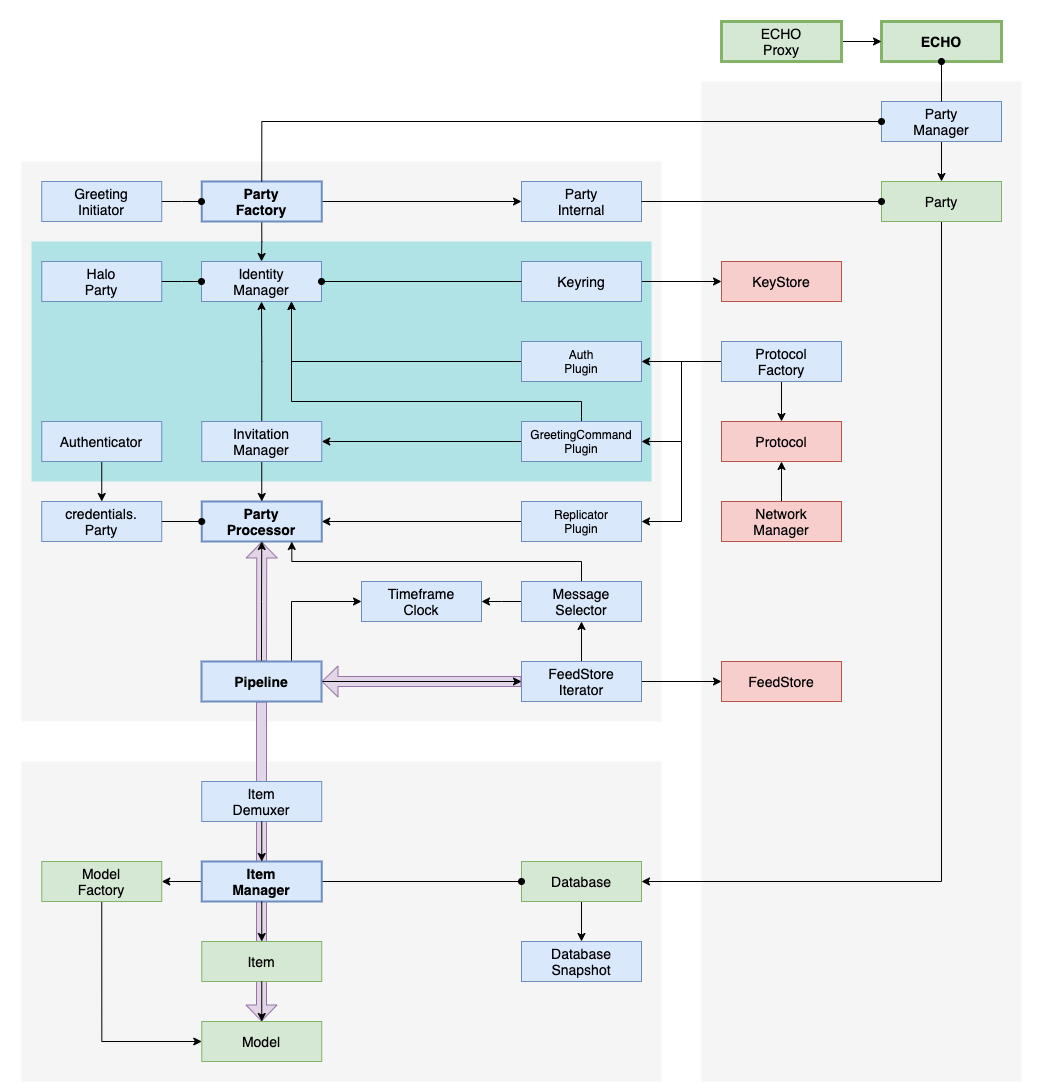 ECHO
Proxy
ECHO
Party
Manager
Greeting
Initiator
Party
Factory
Party
Internal
Party
Halo
Party
Identity
Manager
Keyring
KeyStore
Auth
Plugin
Protocol
Factory
Authenticator
Invitation
Manager
GreetingCommand
Plugin
Protocol
credentials.
Party
Party
Processor
Replicator
Plugin
Network
Manager
Timeframe
Clock
Message
Selector
Pipeline
FeedStore
Iterator
FeedStore
Item
Demuxer
Model
Factory
Item
Manager
Database
Item
Database
Snapshot
Model